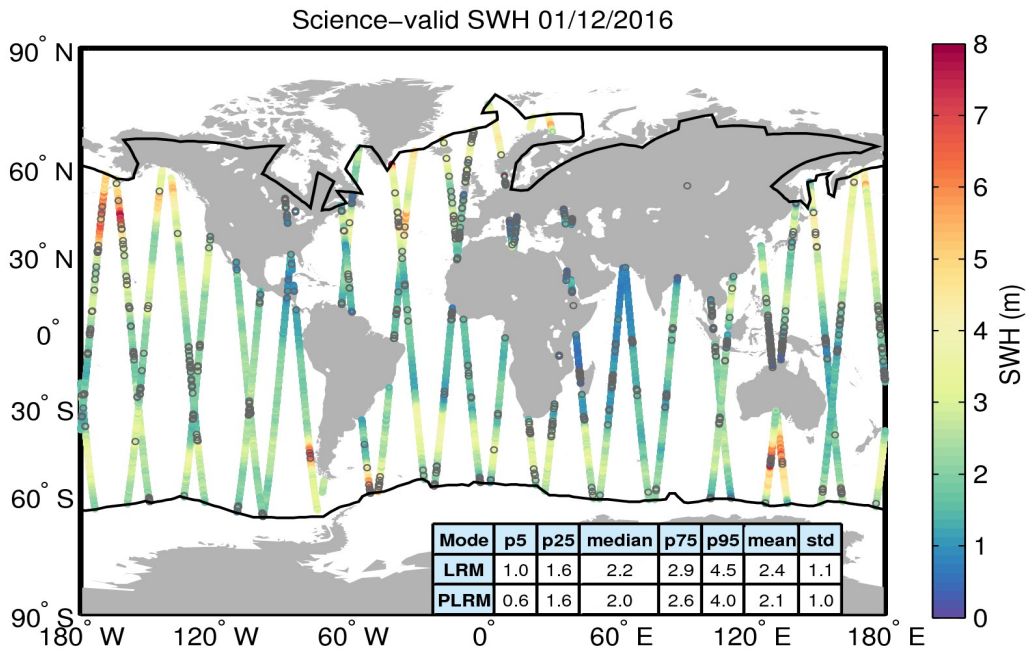 Science−valid SWH 01/12/2016
90° N
60° N
30° N
0°
30° S
60° S
90° S
180° W
120° W
60° W
0°
60° E
120° E
180° E
Mode p5 p25 median p75 p95 mean std
LRM 1.0 1.6 2.2 2.9 4.5 2.4 1.1
PLRM 0.6 1.6 2.0 2.6 4.0 2.1 1.0
8
7
6
5
4
3
2
1
0
SWH (m)